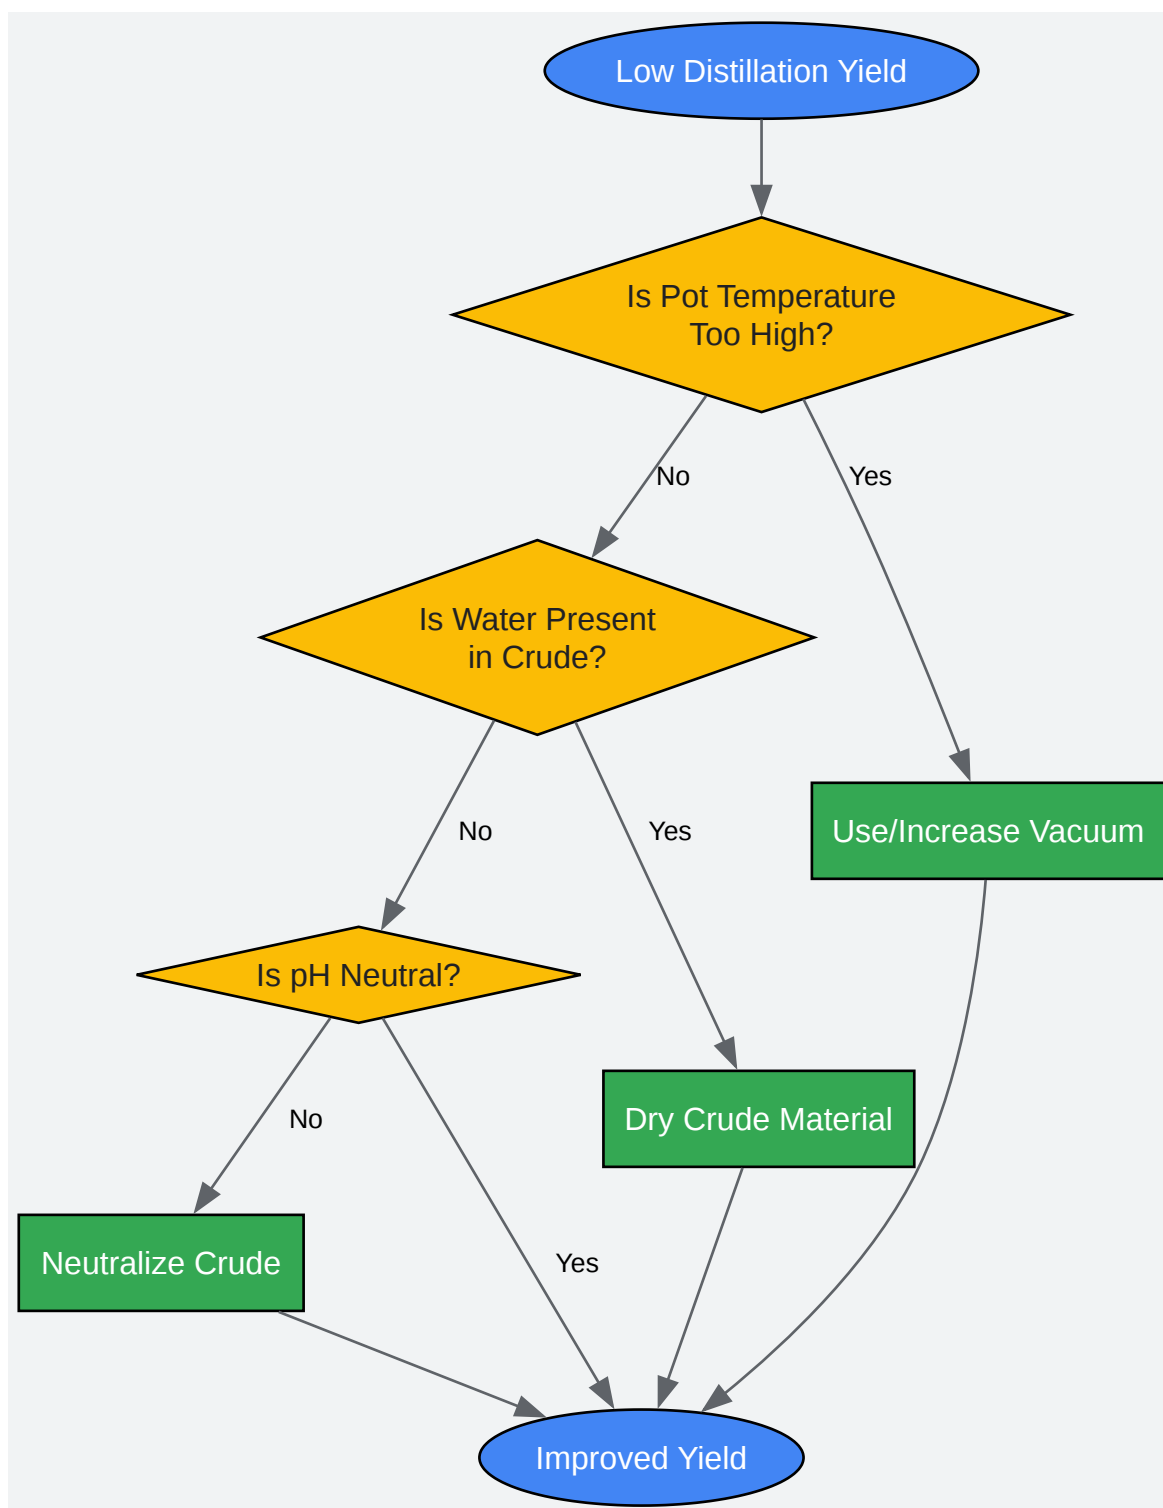 Low Distillation Yield
Is Pot Temperature
Too High?
No
Yes
Is Water Present
in Crude?
No
Yes
Use/Increase Vacuum
Is pH Neutral?
No
Dry Crude Material
Neutralize Crude
Yes
Improved Yield